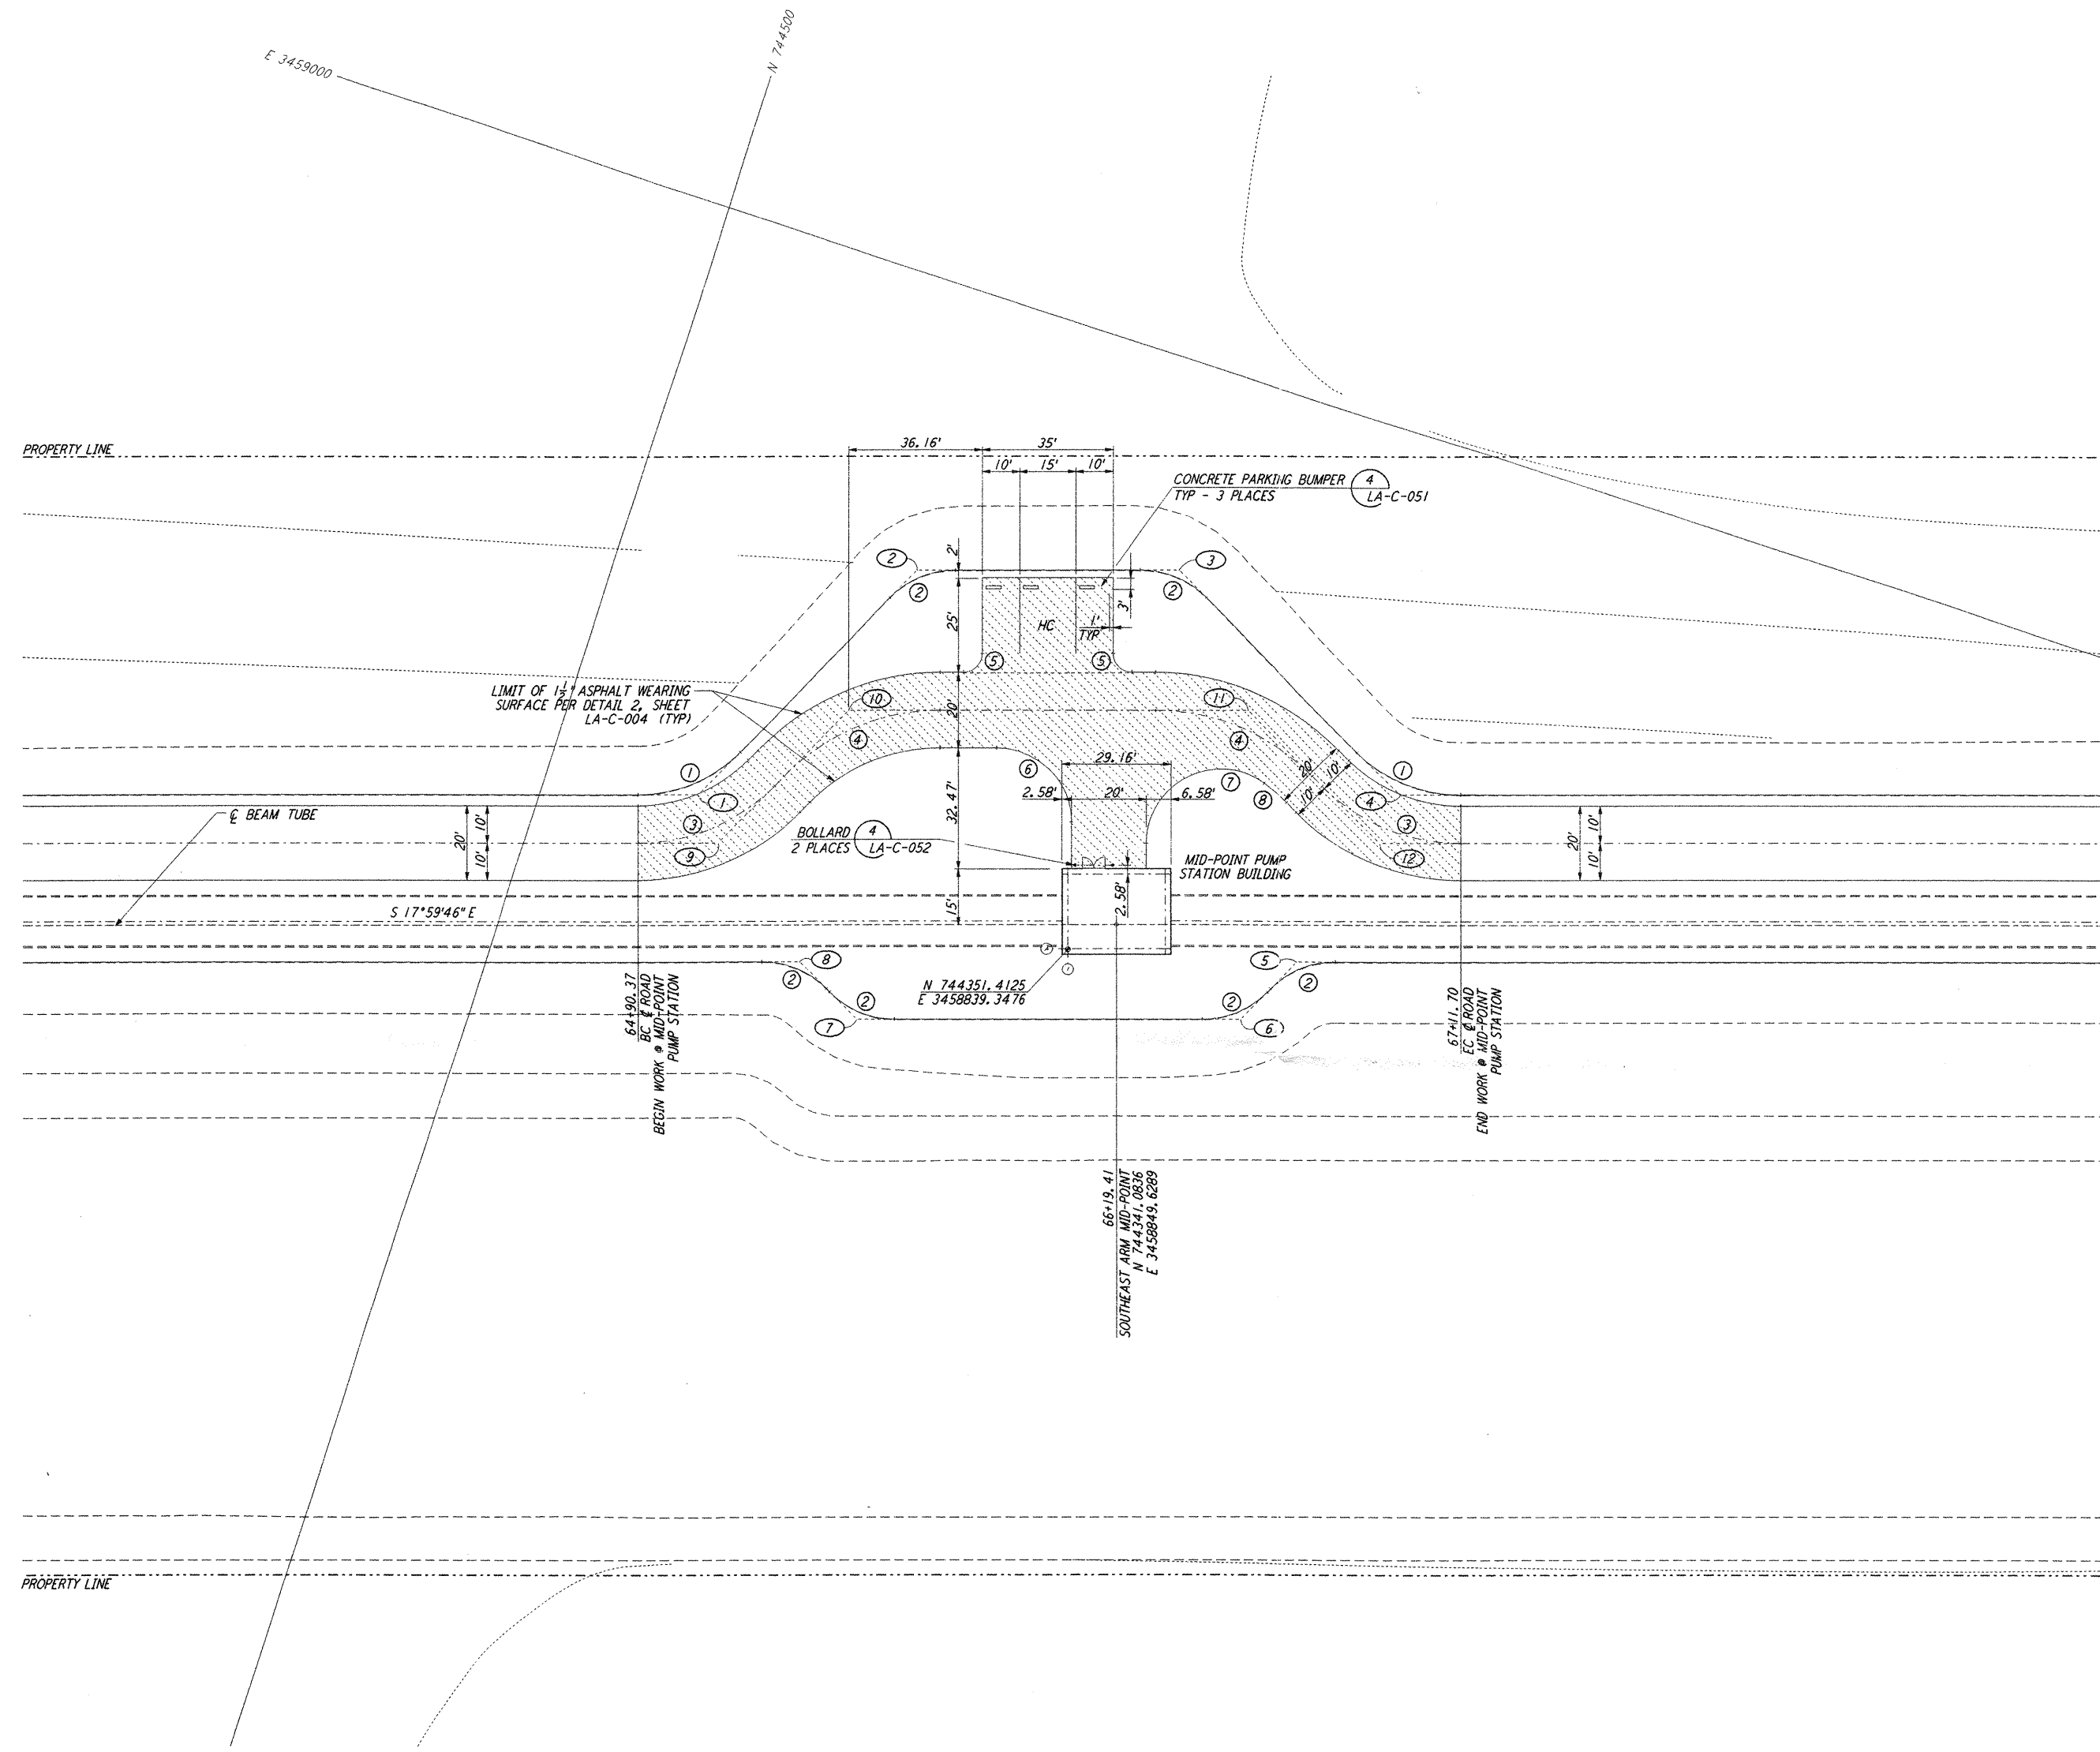 E 3459000
N 744500
PROPERTY LINE
36.16'
35'
10'
15'
10'
CONCRETE PARKING BUMPER
TYP - 3 PLACES
4
LA-C-051
2'
2
2
3
2
25'
3'
HC
1'
TYP
5
5
LIMIT OF 1 1/2" ASPHALT WEARING
SURFACE PER DETAIL 2, SHEET
LA-C-004 (TYP)
10
11
20'
4
4
6
29.16'
7
8
20'
10'
10'
1
1
1
4
2.58'
20'
6.58'
32.47'
℄ BEAM TUBE
20'
10'
10'
3
9
BOLLARD
2 PLACES
4
LA-C-052
3
12
20'
10'
10'
MID-POINT PUMP
STATION BUILDING
S 17°59'46" E
15'
2.58'
8
2
2
7
N 744351.4125
E 3458839.3476
1
5
2
2
6
64+90.37
BC ℄ ROAD
BEGIN WORK @ MID-POINT
PUMP STATION
67+11.70
EC ℄ ROAD
END WORK @ MID-POINT
PUMP STATION
66+19.41
SOUTHEAST ARM MID-POINT
N 744341.0836
E 3458849.6289
PROPERTY LINE